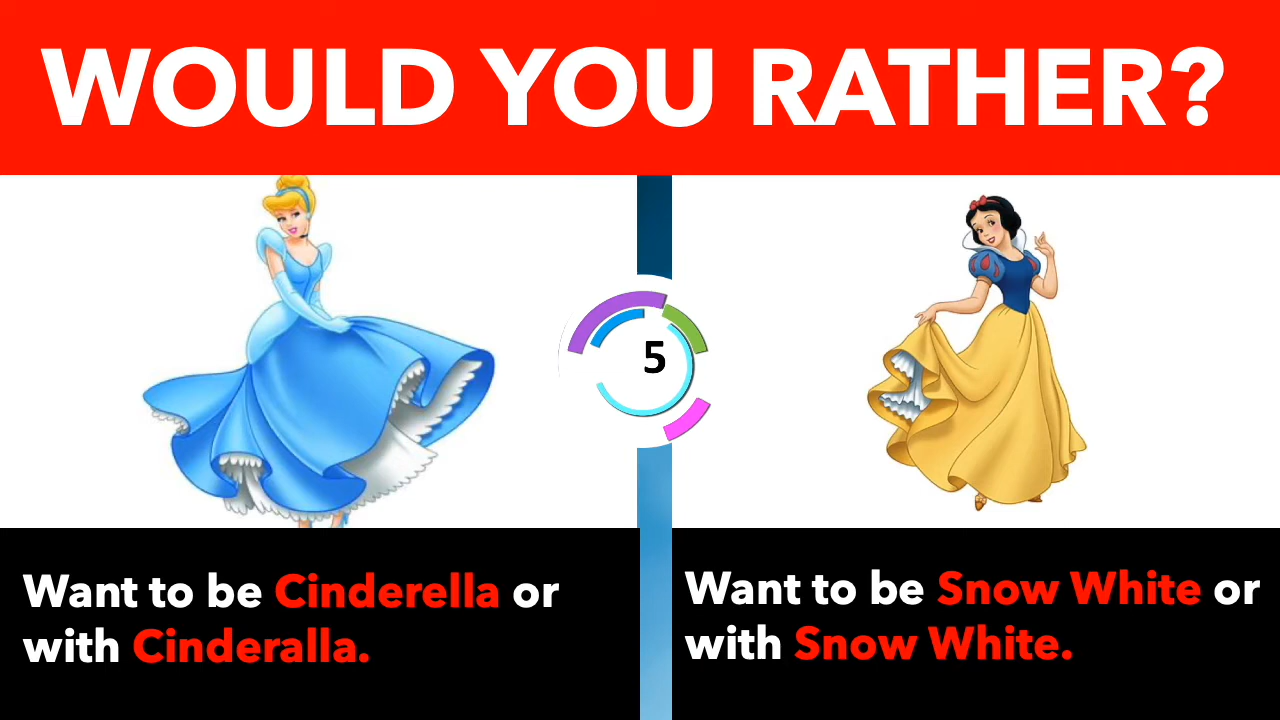 WOULD YOU RATHER?
5
Want to be Cinderella or
with Cinderalla.
Want to be Snow White or
with Snow White.